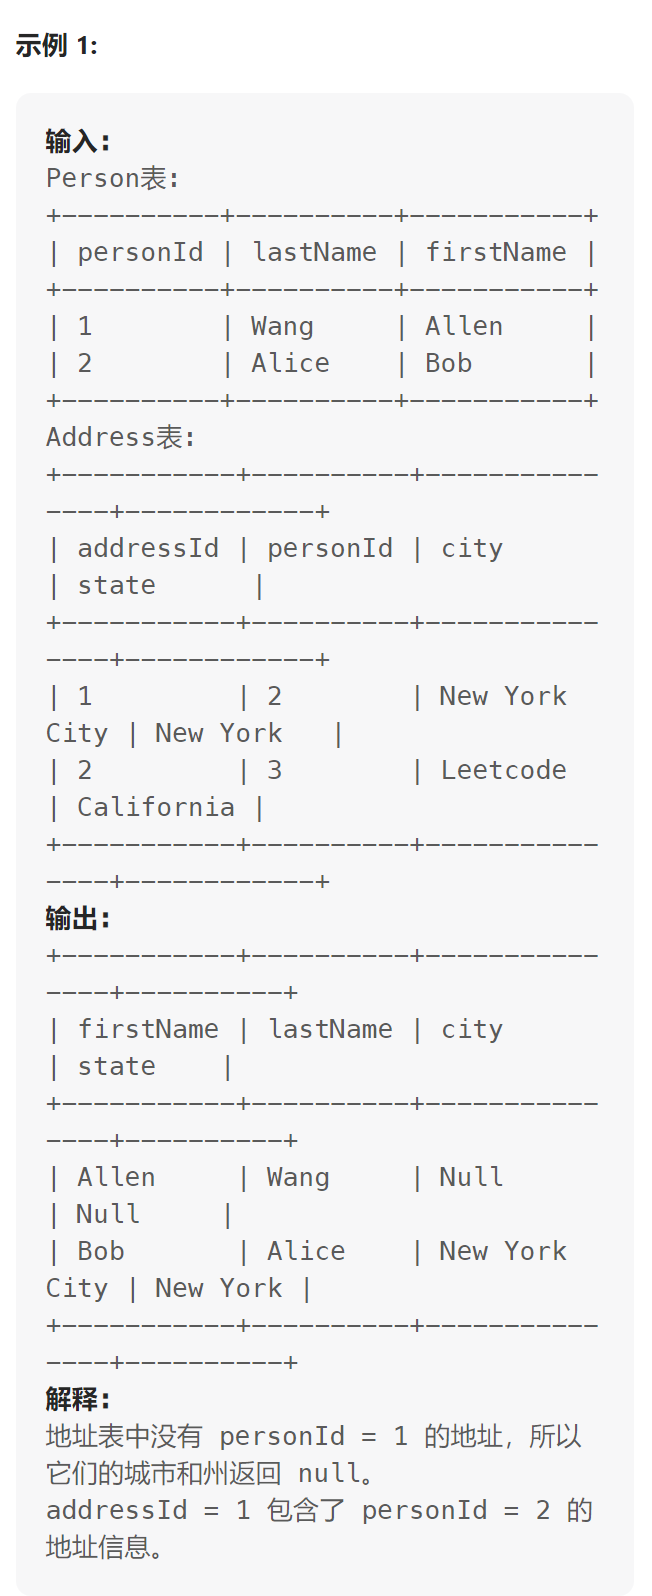 示例 1:
输入:
Person表:
+----------+----------+-----------+
| personId | lastName | firstName |
+----------+----------+-----------+
| 1        | Wang     | Allen     |
| 2        | Alice    | Bob       |
+----------+----------+-----------+
Address表:
+-----------+----------+-----------
----+------------+
| addressId | personId | city
| state      |
+-----------+----------+-----------
----+------------+
| 1         | 2        | New York
City | New York   |
| 2         | 3        | Leetcode
| California |
+-----------+----------+-----------
----+------------+
输出:
+-----------+----------+-----------
----+----------+
| firstName | lastName | city
| state    |
+-----------+----------+-----------
----+----------+
| Allen     | Wang     | Null
| Null     |
| Bob       | Alice    | New York
City | New York |
+-----------+----------+-----------
----+----------+
解释:
地址表中没有 personId = 1 的地址，所以
它们的城市和州返回 null。
addressId = 1 包含了 personId = 2 的
地址信息。